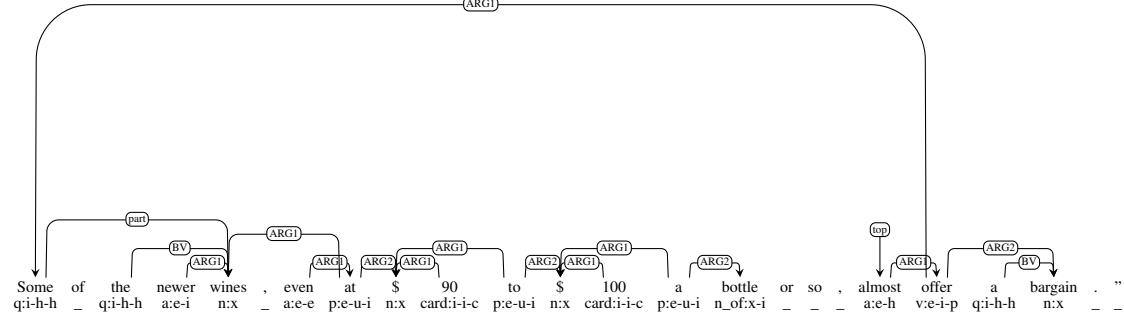 ARG1
part
top
ARG1
BV
ARG1
ARG1
ARG2
ARG1 ARG1 ARG2 ARG1 ARG2 ARG1 ARG2 ARG1 BV
Some of the newer wines , even at $ 90 to $ 100 a bottle or so , almost offer a bargain . ”
q:i-h-h _ q:i-h-h a:e-i n:x _ a:e-e p:e-u-i n:x card:i-i-c p:e-u-i n:x card:i-i-c p:e-u-i n_of:x-i _ _ _ a:e-h v:e-i-p q:i-h-h n:x _ _